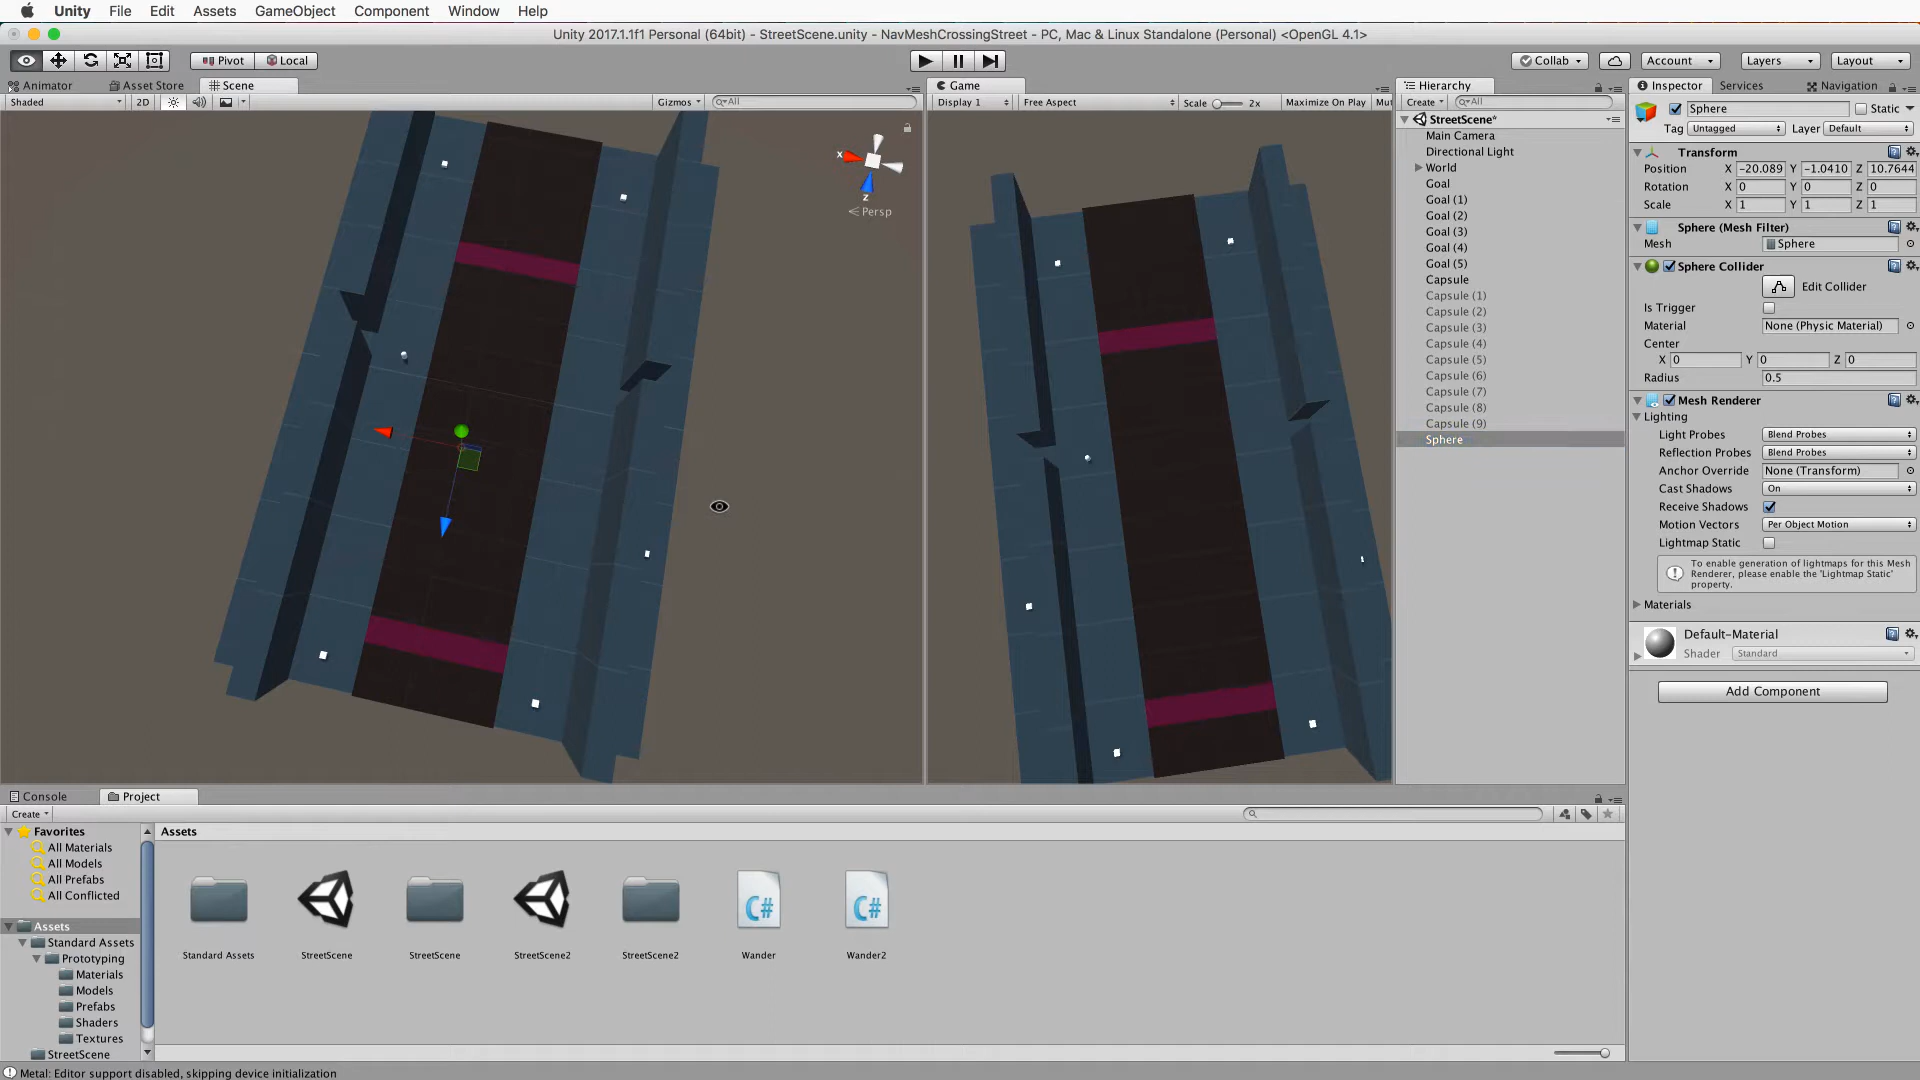 Unity File Edit Assets GameObject Component Window Help
Unity 2017.1.1f1 Personal (64bit) - StreetScene.unity - NavMeshCrossingStreet - PC, Mac & Linux Standalone (Personal) <OpenGL 4.1>
Pivot Local Collab Account Layers Layout
Animator Asset Store Scene
Shaded 2D Gizmos All
x
z
Persp
Game
Display 1 Free Aspect Scale 2x Maximize On Play Mut
Hierarchy
Create All
StreetScene*
Main Camera
Directional Light
World
Goal
Goal (1)
Goal (2)
Goal (3)
Goal (4)
Goal (5)
Capsule
Capsule (1)
Capsule (2)
Capsule (3)
Capsule (4)
Capsule (5)
Capsule (6)
Capsule (7)
Capsule (8)
Capsule (9)
Sphere
Inspector Services Navigation
Sphere Static
Tag Untagged Layer Default
Transform
Position X -20.089 Y -1.0410 Z 10.7644
Rotation X 0 Y 0 Z 0
Scale X 1 Y 1 Z 1
Sphere (Mesh Filter)
Mesh Sphere
Sphere Collider
Edit Collider
Is Trigger
Material None (Physic Material)
Center
X 0 Y 0 Z 0
Radius 0.5
Mesh Renderer
Lighting
Light Probes Blend Probes
Reflection Probes Blend Probes
Anchor Override None (Transform)
Cast Shadows On
Receive Shadows
Motion Vectors Per Object Motion
Lightmap Static
To enable generation of lightmaps for this Mesh
Renderer, please enable the 'Lightmap Static'
property.
Materials
Default-Material
Shader Standard
Add Component
Console Project
Create
Favorites
All Materials
All Models
All Prefabs
All Conflicted
Assets
Standard Assets
Prototyping
Materials
Models
Prefabs
Shaders
Textures
StreetScene
Assets
C# C#
Standard Assets StreetScene StreetScene StreetScene2 StreetScene2 Wander Wander2
Metal: Editor support disabled, skipping device initialization